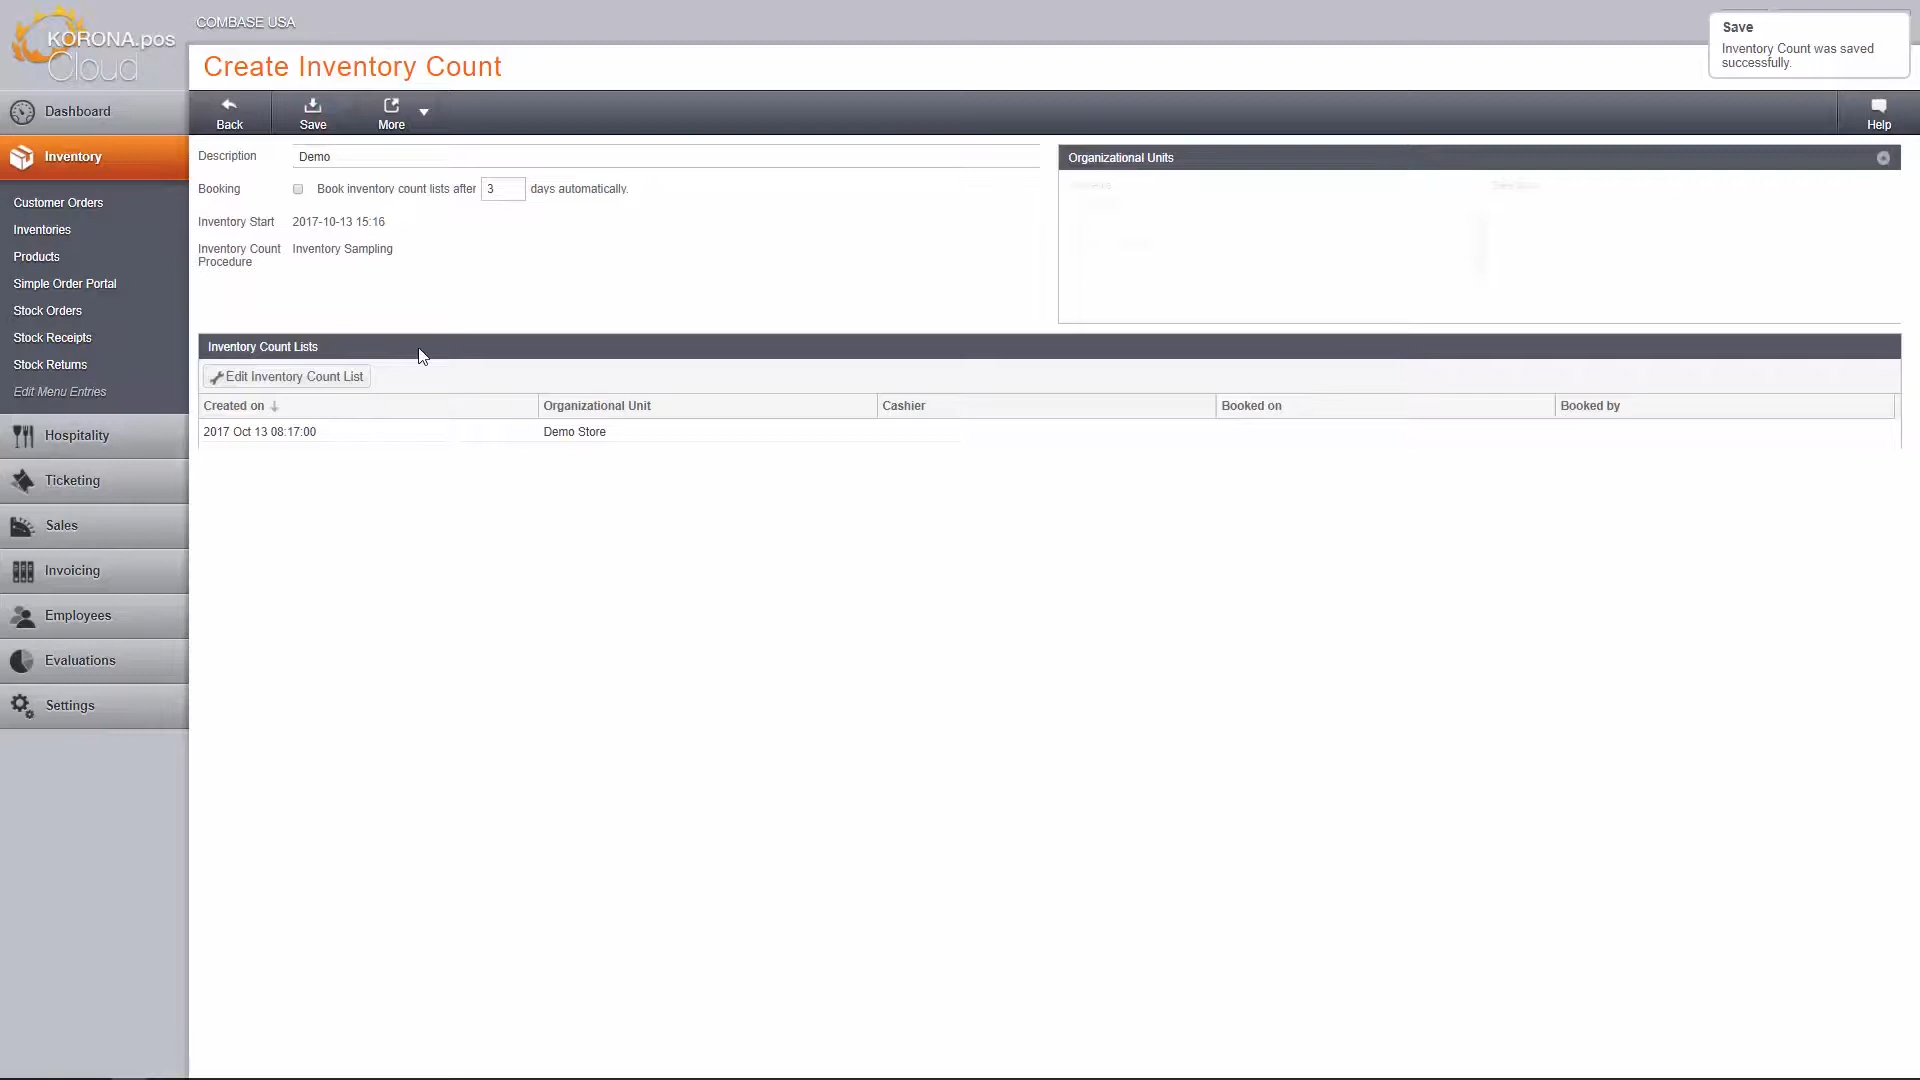 COMBASE USA
KORONA.pos
Cloud
Save
Inventory Count was saved
successfully.
Create Inventory Count
Back
Save
More
Help
Dashboard
Inventory
Customer Orders
Inventories
Products
Simple Order Portal
Stock Orders
Stock Receipts
Stock Returns
Edit Menu Entries
Hospitality
Ticketing
Sales
Invoicing
Employees
Evaluations
Settings
Description Demo
Booking Book inventory count lists after 3 days automatically.
Inventory Start 2017-10-13 15:16
Inventory Count Inventory Sampling
Procedure
Organizational Units
Inventory Count Lists
Edit Inventory Count List
Created on Organizational Unit Cashier Booked on Booked by
2017 Oct 13 08:17:00 Demo Store